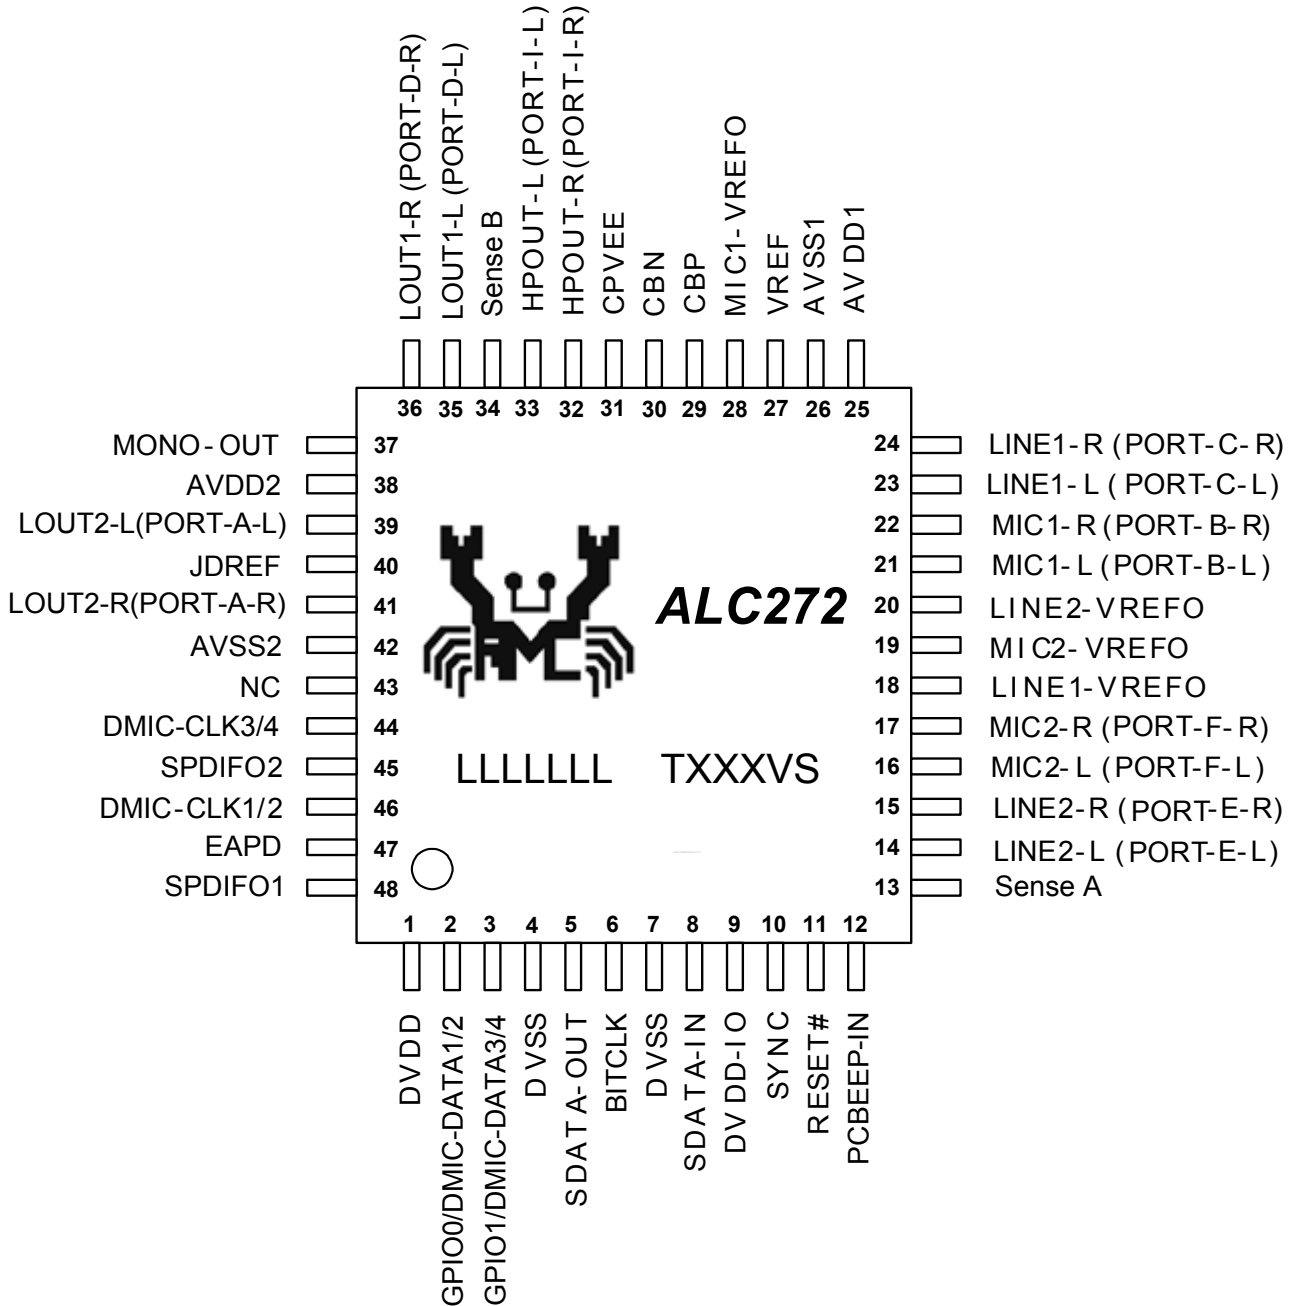 LOUT1-R (PORT-D-R)
LOUT1-L (PORT-D-L)
Sense B
HPOUT-L (PORT-I-L)
HPOUT-R (PORT-I-R)
CPVEE
CBN
CBP
MIC1-VREFO
VREF
AVSS1
AVDD1
36 35 34 33 32 31 30 29 28 27 26 25
MONO-OUT 37
AVDD2 38
LOUT2-L(PORT-A-L) 39
JDREF 40
LOUT2-R(PORT-A-R) 41
AVSS2 42
NC 43
DMIC-CLK3/4 44
SPDIFO2 45
DMIC-CLK1/2 46
EAPD 47
SPDIFO1 48
AMC
ALC272
LLLLLLL TXXXVS
24 LINE1-R (PORT-C-R)
23 LINE1-L (PORT-C-L)
22 MIC1-R (PORT-B-R)
21 MIC1-L (PORT-B-L)
20 LINE2-VREFO
19 MIC2-VREFO
18 LINE1-VREFO
17 MIC2-R (PORT-F-R)
16 MIC2-L (PORT-F-L)
15 LINE2-R (PORT-E-R)
14 LINE2-L (PORT-E-L)
13 Sense A
1 2 3 4 5 6 7 8 9 10 11 12
DVDD
GPIO0/DMIC-DATA1/2
GPIO1/DMIC-DATA3/4
DVSS
SDATA-OUT
BITCLK
DVSS
SDATA-IN
DVDD-IO
SYNC
RESET#
PCBEEP-IN